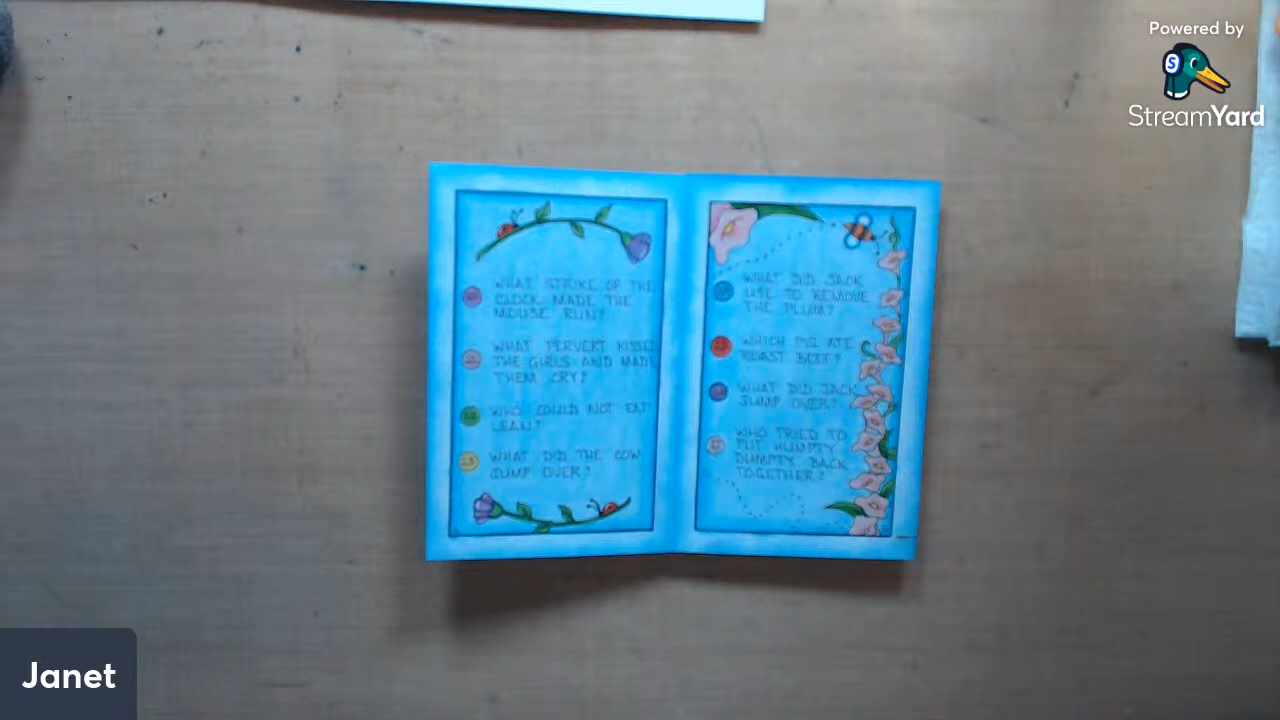 Powered by
StreamYard
WHAT STROKE OF THE
CLOCK MADE THE
MOUSE RUN?
WHAT PERVERT KISSED
THE GIRLS AND MADE
THEM CRY?
WHO COULD NOT EAT
LEAN?
WHAT DID THE COW
JUMP OVER?
WHAT DID JACK
USE TO REMOVE
THE PLUM?
WHICH PIG ATE
ROAST BEEF?
WHAT DID JACK
JUMP OVER?
WHO TRIED TO
PUT HUMPTY
DUMPTY BACK
TOGETHER?
Janet